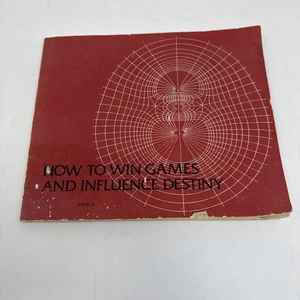 HOW TO WIN GAMES
AND INFLUENCE DESTINY